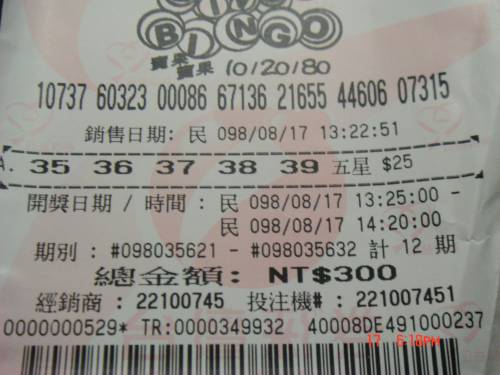 BINGO
賓果 賓果 10/20/80
10737 60323 00086 67136 21655 44606 07315
銷售日期: 民 098/08/17 13:22:51
A. 35 36 37 38 39 五星 $25
開獎日期 / 時間 : 民 098/08/17 13:25:00 -
民 098/08/17 14:20:00
期別 : #098035621 - #098035632 計 12 期
總金額: NT$300
經銷商 : 22100745 投注機# : 221007451
0000000529* TR:0000349932 40008DE491000237